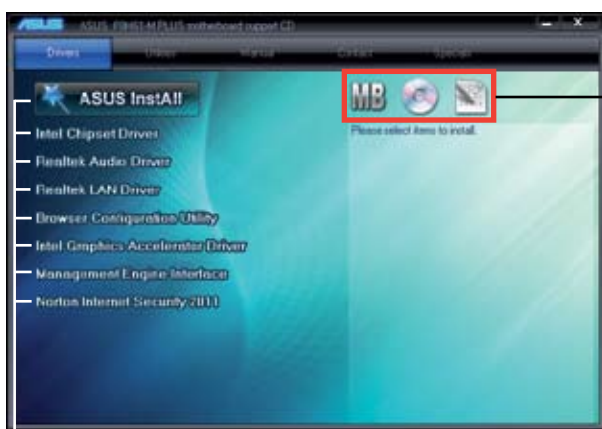 ASUS ASUS P8H61-M PLUS motherboard support CD
Drivers Utilities Manual Contact Specials
ASUS InstAll
MB
Please select items to install.
Intel Chipset Driver
Realtek Audio Driver
Realtek LAN Driver
Browser Configuration Utility
Intel Graphics Accelerator Driver
Management Engine Interface
Norton Internet Security 2011